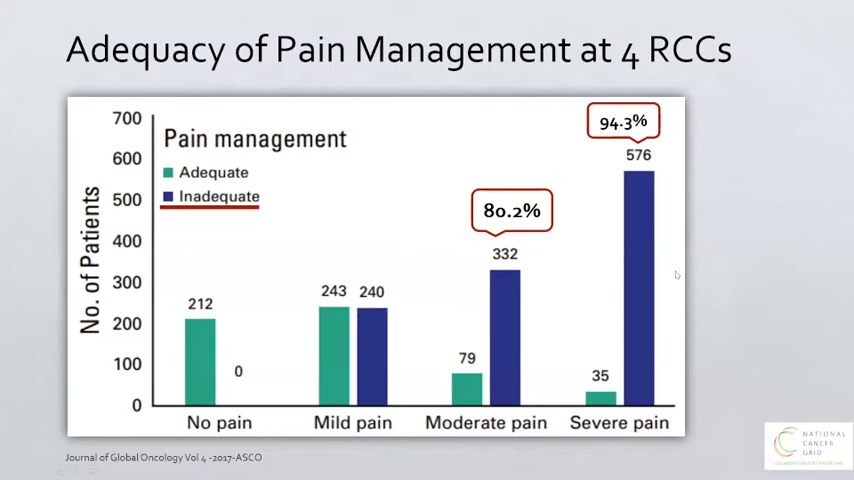 Adequacy of Pain Management at 4 RCCs
700
600
500
400
300
200
100
0
No. of Patients
Pain management
Adequate
Inadequate
94.3%
576
80.2%
332
243
240
212
0
79
35
No pain
Mild pain
Moderate pain
Severe pain
Journal of Global Oncology Vol 4 -2017-ASCO
NATIONAL
CANCER
GRID